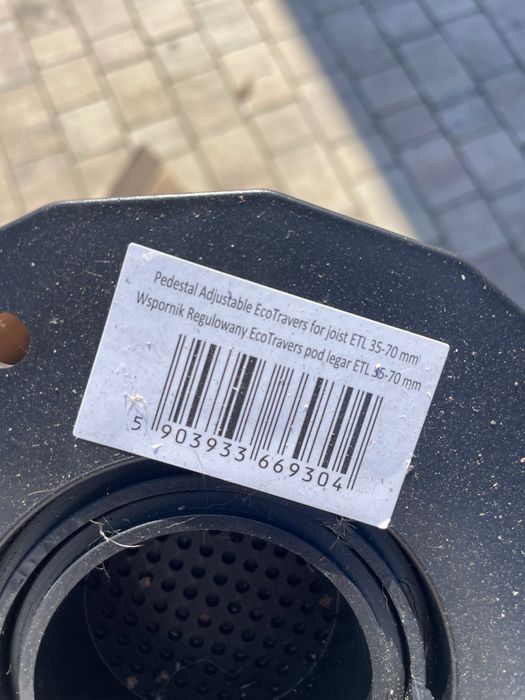 Pedestal Adjustable EcoTravers for joist ETL 35-70 mm
Wspornik Regulowany EcoTravers pod legar ETL 35-70 mm
5 903933 669304